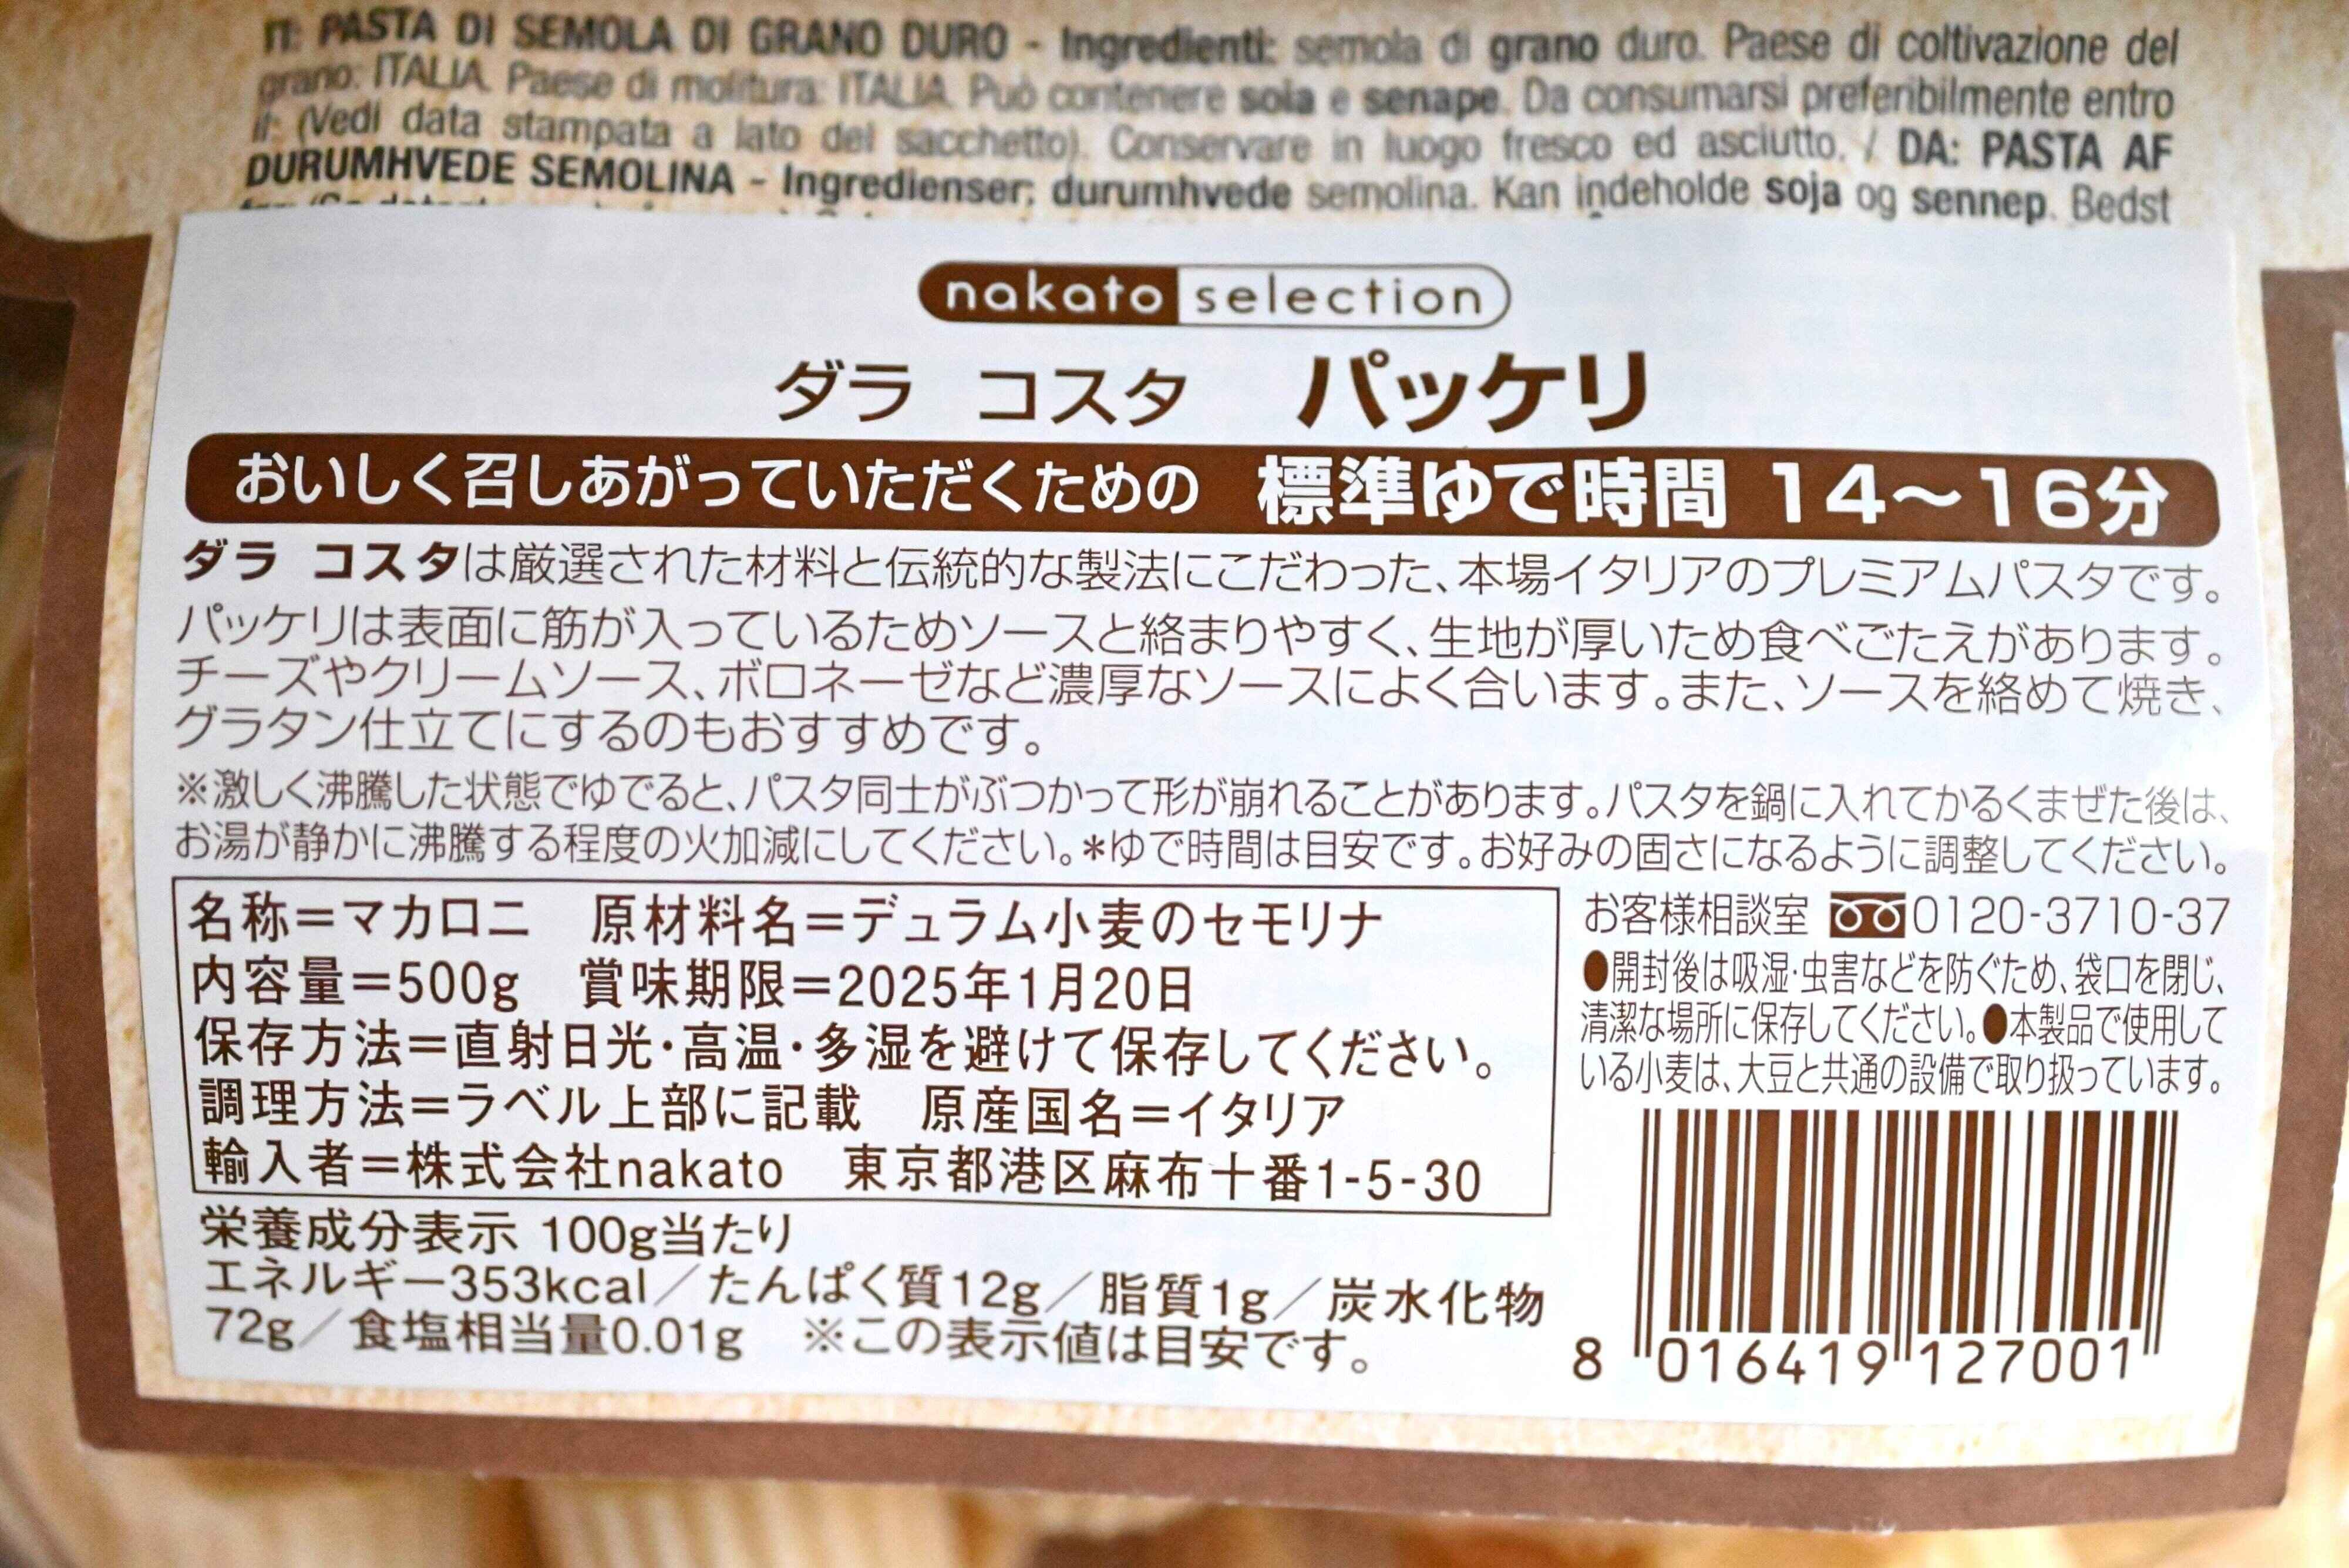 IT: PASTA DI SEMOLA DI GRANO DURO - Ingredienti: semola di grano duro. Paese di coltivazione del
grano: ITALIA. Paese di molitura: ITALIA. Può contenere soia e senape. Da consumarsi preferibilmente entro
il: (Vedi data stampata a lato del sacchetto). Conservare in luogo fresco ed asciutto. / DA: PASTA AF
DURUMHVEDE SEMOLINA - Ingredienser: durumhvede semolina. Kan indeholde soja og sennep. Bedst
nakato selection
ダラ コスタ パッケリ
おいしく召しあがっていただくための 標準ゆで時間 14～16分
ダラ コスタは厳選された材料と伝統的な製法にこだわった、本場イタリアのプレミアムパスタです。
パッケリは表面に筋が入っているためソースと絡まりやすく、生地が厚いため食べごたえがあります。
チーズやクリームソース、ボロネーゼなど濃厚なソースによく合います。また、ソースを絡めて焼き、
グラタン仕立てにするのもおすすめです。
※激しく沸騰した状態でゆでると、パスタ同士がぶつかって形が崩れることがあります。パスタを鍋に入れてかるくまぜた後は、
お湯が静かに沸騰する程度の火加減にしてください。＊ゆで時間は目安です。お好みの固さになるように調整してください。
名称＝マカロニ 原材料名＝デュラム小麦のセモリナ
内容量＝500g 賞味期限＝2025年1月20日
保存方法＝直射日光・高温・多湿を避けて保存してください。
調理方法＝ラベル上部に記載 原産国名＝イタリア
輸入者＝株式会社nakato 東京都港区麻布十番1-5-30
栄養成分表示 100g当たり
エネルギー353kcal／たんぱく質12g／脂質1g／炭水化物
72g／食塩相当量0.01g ※この表示値は目安です。
お客様相談室 0120-3710-37
●開封後は吸湿・虫害などを防ぐため、袋口を閉じ、
清潔な場所に保存してください。●本製品で使用して
いる小麦は、大豆と共通の設備で取り扱っています。
8 016419 127001